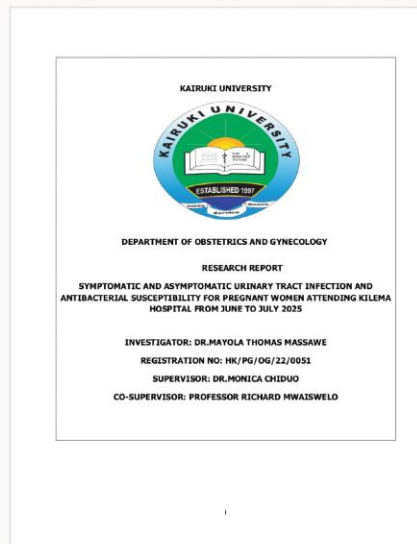 KAIRUKI UNIVERSITY
KAIRUKI UNIVERSITY
ESTABLISHED 1997
Service
DEPARTMENT OF OBSTETRICS AND GYNECOLOGY
RESEARCH REPORT
SYMPTOMATIC AND ASYMPTOMATIC URINARY TRACT INFECTION AND
ANTIBACTERIAL SUSCEPTIBILITY FOR PREGNANT WOMEN ATTENDING KILEMA
HOSPITAL FROM JUNE TO JULY 2025
INVESTIGATOR: DR.MAYOLA THOMAS MASSAWE
REGISTRATION NO: HK/PG/OG/22/0051
SUPERVISOR: DR.MONICA CHIDUO
CO-SUPERVISOR: PROFESSOR RICHARD MWAISWELO
i